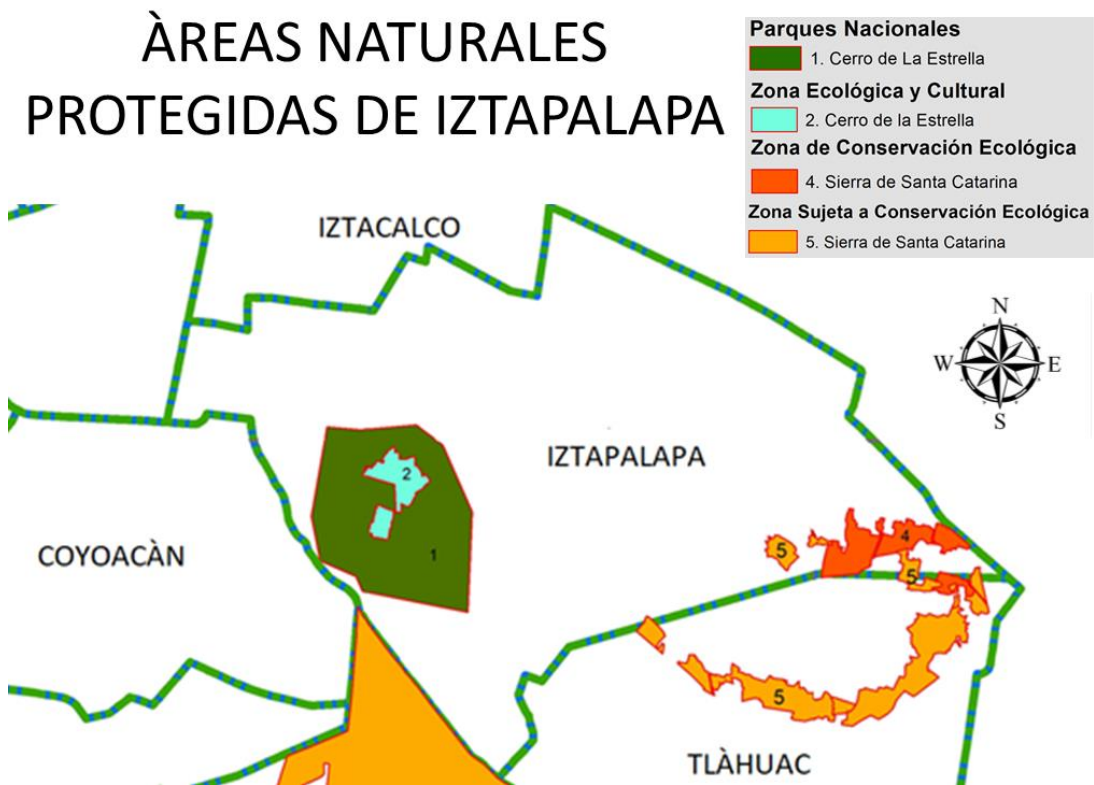 ÀREAS NATURALES
PROTEGIDAS DE IZTAPALAPA
Parques Nacionales
1. Cerro de La Estrella
Zona Ecológica y Cultural
2. Cerro de la Estrella
Zona de Conservación Ecológica
4. Sierra de Santa Catarina
Zona Sujeta a Conservación Ecológica
5. Sierra de Santa Catarina
IZTACALCO
N
W E
S
IZTAPALAPA
2
COYOACÀN
1
4
5
5
5
TLÀHUAC